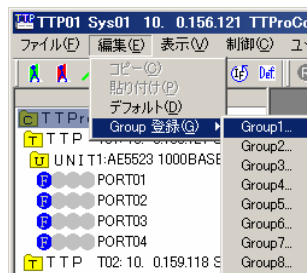 TTP01 Sys01 10. 0.156.121 TTProCo
ファイル(F) 編集(E) 表示(V) 制御(C) ユ
コピー(C)
貼り付け(P)
デフォルト(D)
Group 登録(G)
Def.
TTPr
Group1...
Group2...
Group3...
Group4...
Group5...
Group6...
Group7...
Group8...
TTP
UNIT1:AE5523 1000BASE
PORT01
PORT02
PORT03
PORT04
TTP T02: 10. 0.159.118 S